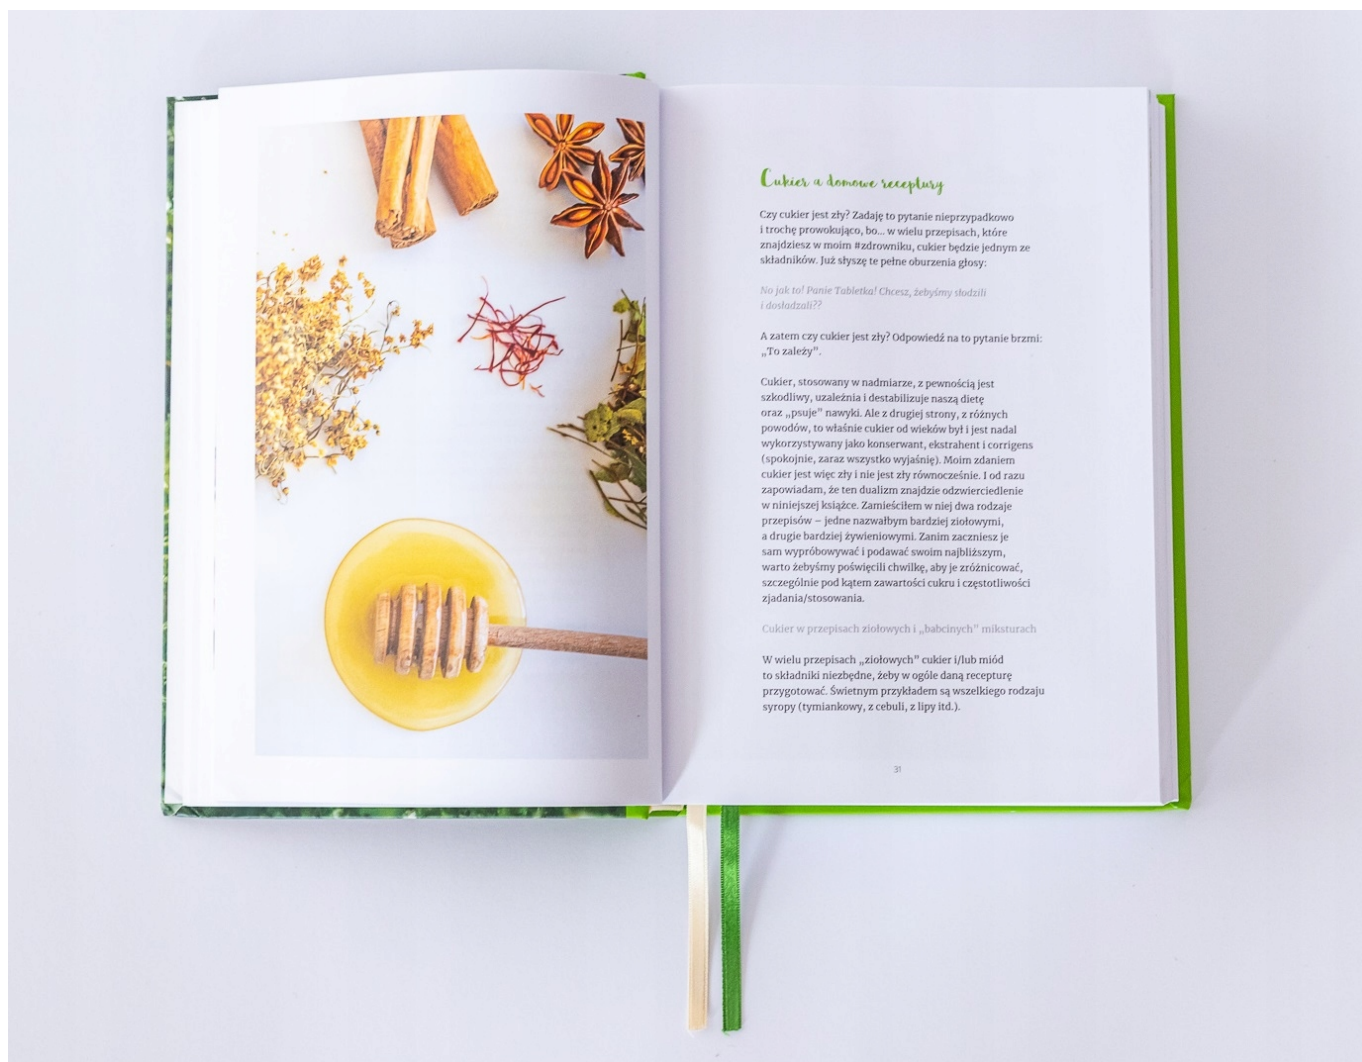 Cukier a domowe receptury
Czy cukier jest zły? Zadaję to pytanie nieprzypadkowo
i trochę prowokująco, bo... w wielu przepisach, które
znajdziesz w moim #zdrowniku, cukier będzie jednym ze
składników. Już słyszę te pełne oburzenia głosy:
No jak to! Panie Tabletka! Chcesz, żebyśmy słodzili
i dosładzali??
A zatem czy cukier jest zły? Odpowiedź na to pytanie brzmi:
„To zależy”.
Cukier, stosowany w nadmiarze, z pewnością jest
szkodliwy, uzależnia i destabilizuje naszą dietę
oraz „psuje” nawyki. Ale z drugiej strony, z różnych
powodów, to właśnie cukier od wieków był i jest nadal
wykorzystywany jako konserwant, ekstrahent i corrigens
(spokojnie, zaraz wszystko wyjaśnię). Moim zdaniem
cukier jest więc zły i nie jest zły równocześnie. I od razu
zapowiadam, że ten dualizm znajdzie odzwierciedlenie
w niniejszej książce. Zamieściłem w niej dwa rodzaje
przepisów – jedne nazwałbym bardziej ziołowymi,
a drugie bardziej żywieniowymi. Zanim zaczniesz je
sam wypróbowywać i podawać swoim najbliższym,
warto żebyśmy poświęcili chwilkę, aby je zróżnicować,
szczególnie pod kątem zawartości cukru i częstotliwości
zjadania/stosowania.
Cukier w przepisach ziołowych i „babcinych” miksturach
W wielu przepisach „ziołowych” cukier i/lub miód
to składniki niezbędne, żeby w ogóle daną recepturę
przygotować. Świetnym przykładem są wszelkiego rodzaju
syropy (tymiankowy, z cebuli, z lipy itd.).
31